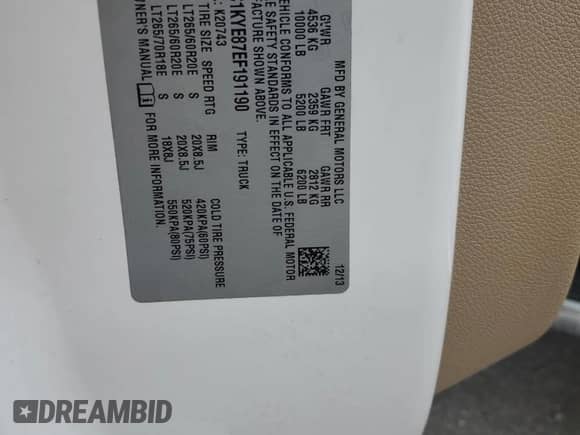 MFD BY GENERAL MOTORS LLC 12/13
GVWR GAWR FRT GAWR RR
4536 KG 2359 KG 2812 KG
10000 LB 5200 LB 6200 LB
VEHICLE CONFORMS TO ALL APPLICABLE U.S. FEDERAL MOTOR
SAFETY STANDARDS IN EFFECT ON THE DATE OF
SHOWN ABOVE.
1KYE87EF191190 TYPE: TRUCK
K20743
TIRE SIZE SPEED RTG RIM COLD TIRE PRESSURE
LT265/60R20E S 20X8.5J 420KPA(60PSI)
LT265/60R20E S 20X8.5J 520KPA(75PSI)
LT265/70R18E S 18X8J 550KPA(80PSI)
OWNER'S MANUAL FOR MORE INFORMATION.
DREAMBID